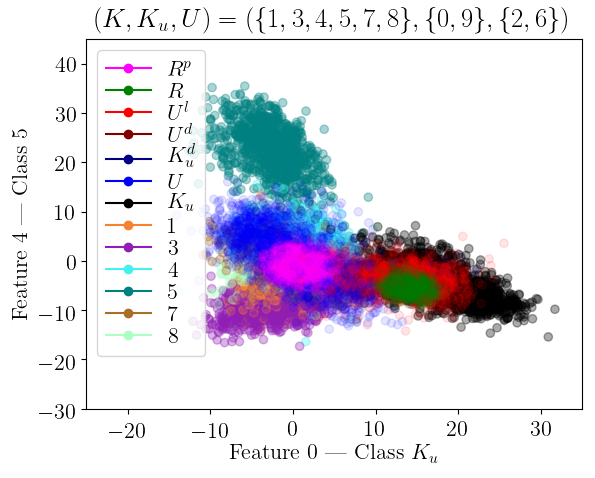 (K, K_u, U) = ({1, 3, 4, 5, 7, 8}, {0, 9}, {2, 6})
Feature 4 — Class 5
40
30
20
10
0
−10
−20
−30
R^p
R
U^l
U^d
K_u^d
U
K_u
1
3
4
5
7
8
−20
−10
0
10
20
30
Feature 0 — Class K_u